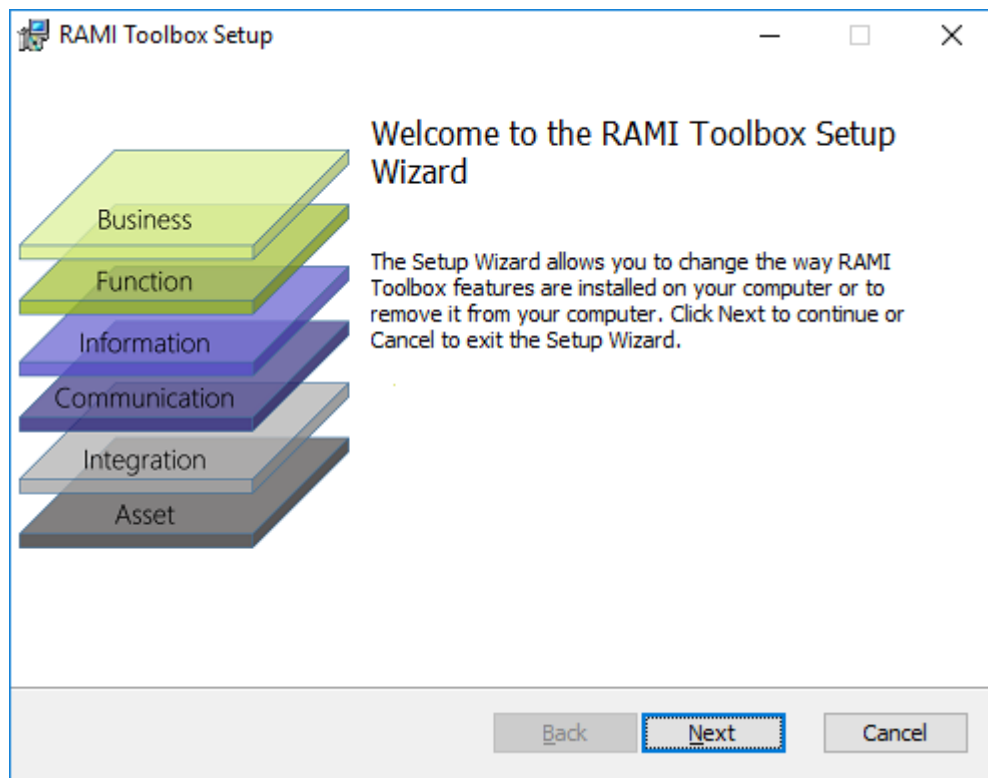 RAMI Toolbox Setup
Welcome to the RAMI Toolbox Setup
Wizard
The Setup Wizard allows you to change the way RAMI
Toolbox features are installed on your computer or to
remove it from your computer. Click Next to continue or
Cancel to exit the Setup Wizard.
Business
Function
Information
Communication
Integration
Asset
Back
Next
Cancel